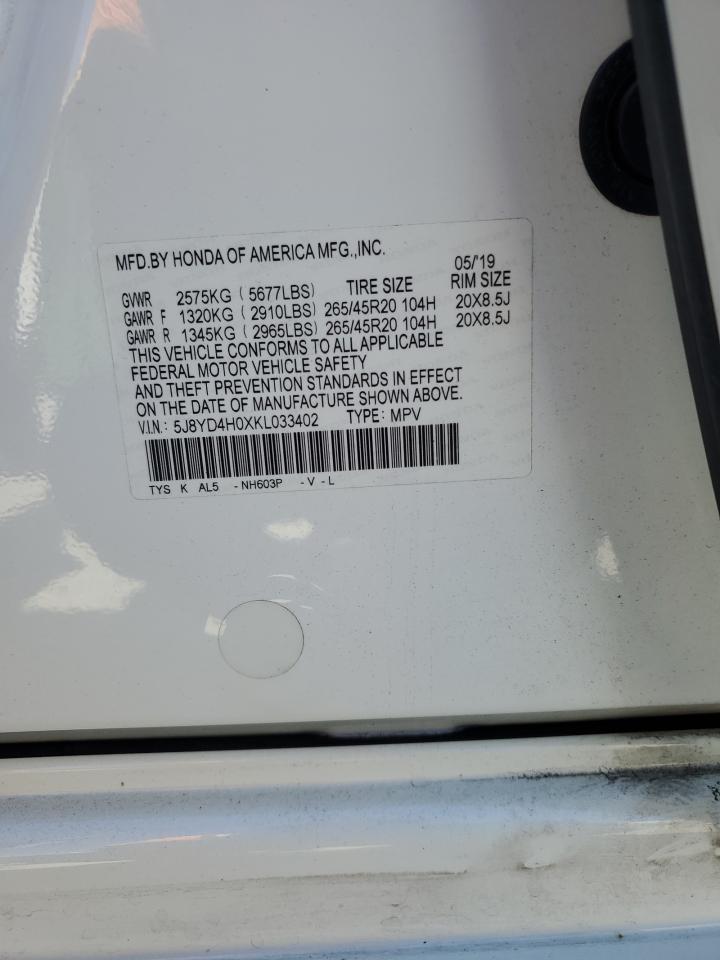 MFD.BY HONDA OF AMERICA MFG.,INC.
05/'19
GVWR 2575KG ( 5677LBS) TIRE SIZE RIM SIZE
GAWR F 1320KG ( 2910LBS) 265/45R20 104H 20X8.5J
GAWR R 1345KG ( 2965LBS) 265/45R20 104H 20X8.5J
THIS VEHICLE CONFORMS TO ALL APPLICABLE
FEDERAL MOTOR VEHICLE SAFETY
AND THEFT PREVENTION STANDARDS IN EFFECT
ON THE DATE OF MANUFACTURE SHOWN ABOVE.
V.I.N.: 5J8YD4H0XKL033402 TYPE: MPV
TYS K AL5 -NH603P -V -L